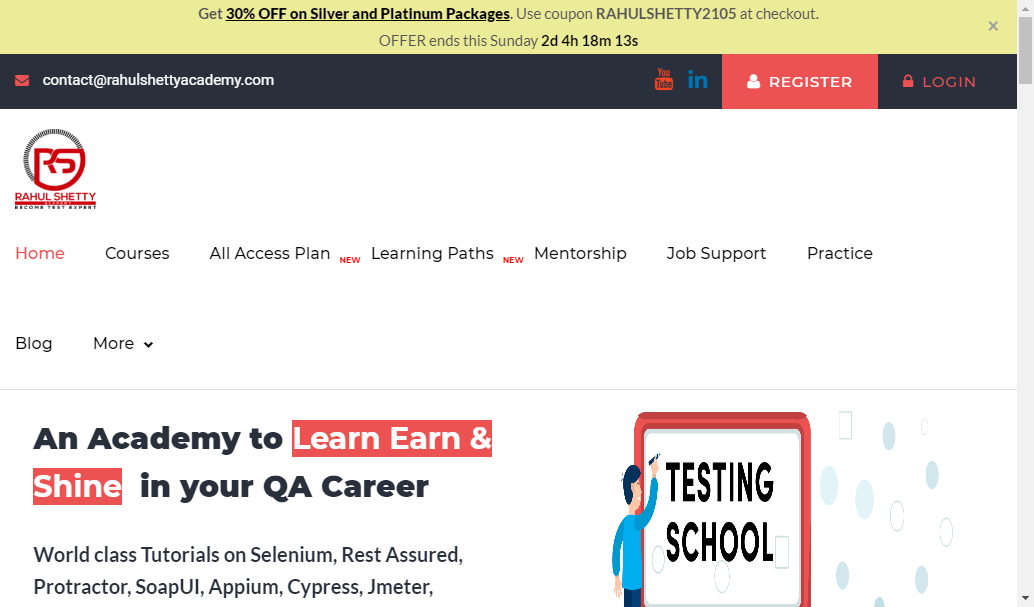 Get 30% OFF on Silver and Platinum Packages. Use coupon RAHULSHETTY2105 at checkout.
OFFER ends this Sunday 2d 4h 18m 13s
×
contact@rahulshettyacademy.com
You Tube
in
REGISTER
LOGIN
RS
RAHUL SHETTY
ACADEMY
BECOME TEST EXPERT
Home Courses All Access Plan NEW Learning Paths NEW Mentorship Job Support Practice
Blog More
An Academy to Learn Earn &
Shine in your QA Career
World class Tutorials on Selenium, Rest Assured,
Protractor, SoapUI, Appium, Cypress, Jmeter,
TESTING
SCHOOL